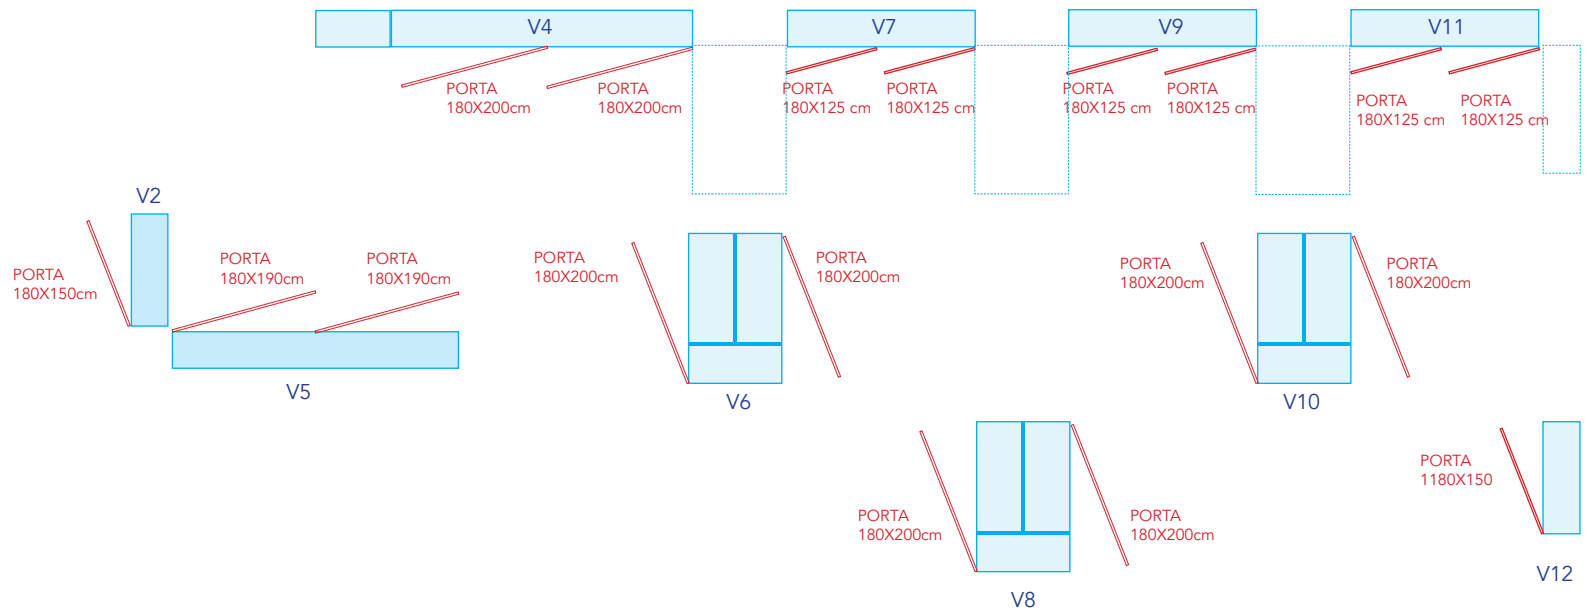 V4
V7
V9
V11
PORTA
180X200cm
PORTA
180X200cm
PORTA
180X125 cm
PORTA
180X125 cm
PORTA
180X125 cm
PORTA
180X125 cm
PORTA
180X125 cm
PORTA
180X125 cm
V2
PORTA
180X150cm
PORTA
180X190cm
PORTA
180X190cm
V5
PORTA
180X200cm
PORTA
180X200cm
V6
PORTA
180X200cm
PORTA
180X200cm
V10
PORTA
180X200cm
PORTA
180X200cm
V8
PORTA
1180X150
V12